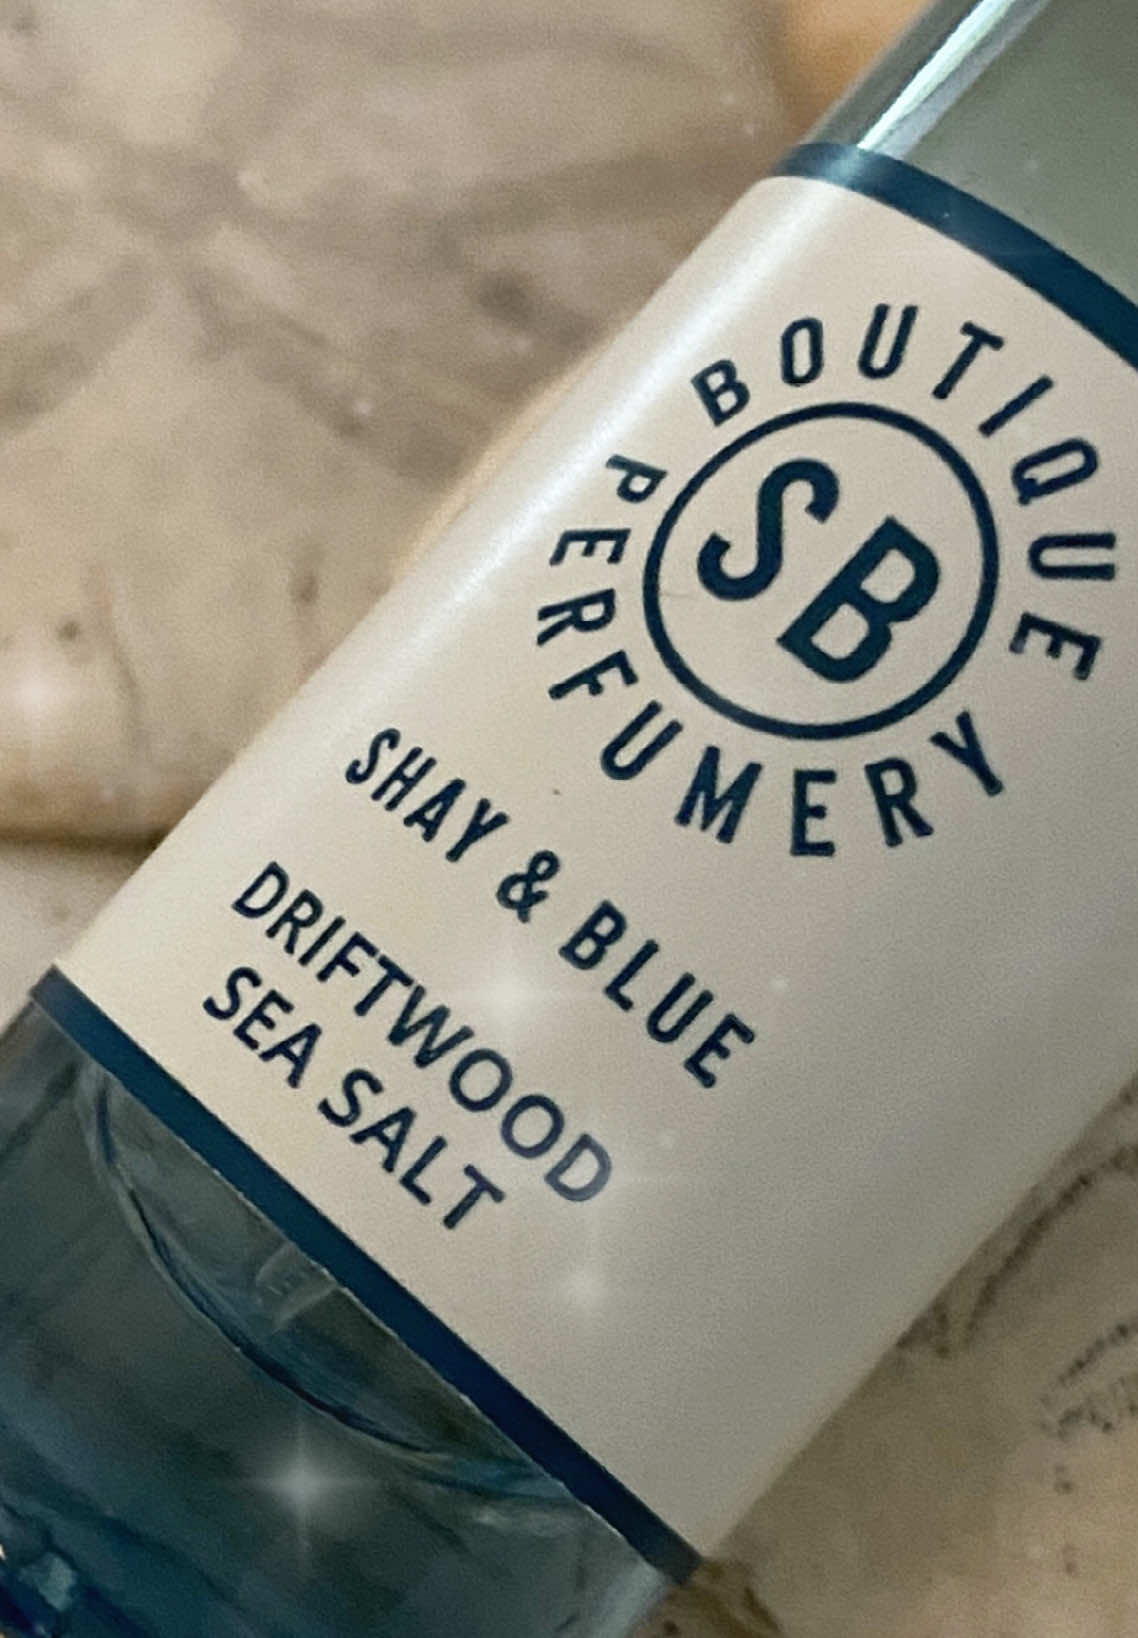 BOUTIQUE
SB
PERFUMERY
SHAY & BLUE
DRIFTWOOD
SEA SALT